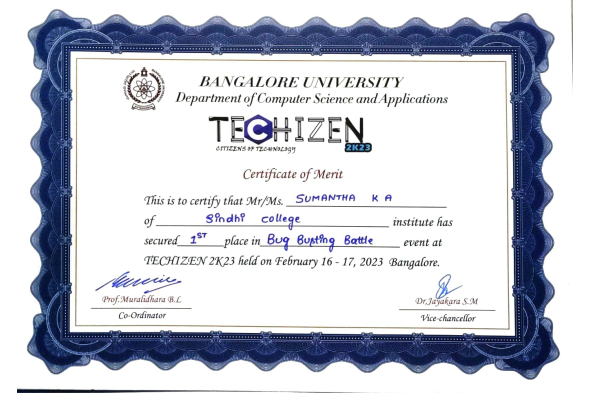 BANGALORE UNIVERSITY
Department of Computer Science and Applications
TECHIZEN
CITIZENS OF TECHNOLOGY
2K23
Certificate of Merit
This is to certify that Mr/Ms. SUMANTHA K A
of Sindhi college institute has
secured 1ST place in Bug Busting Battle event at
TECHIZEN 2K23 held on February 16 - 17, 2023 Bangalore.
Prof.Muralidhara B.L
Co-Ordinator
Dr,Jayakara S.M
Vice-chancellor